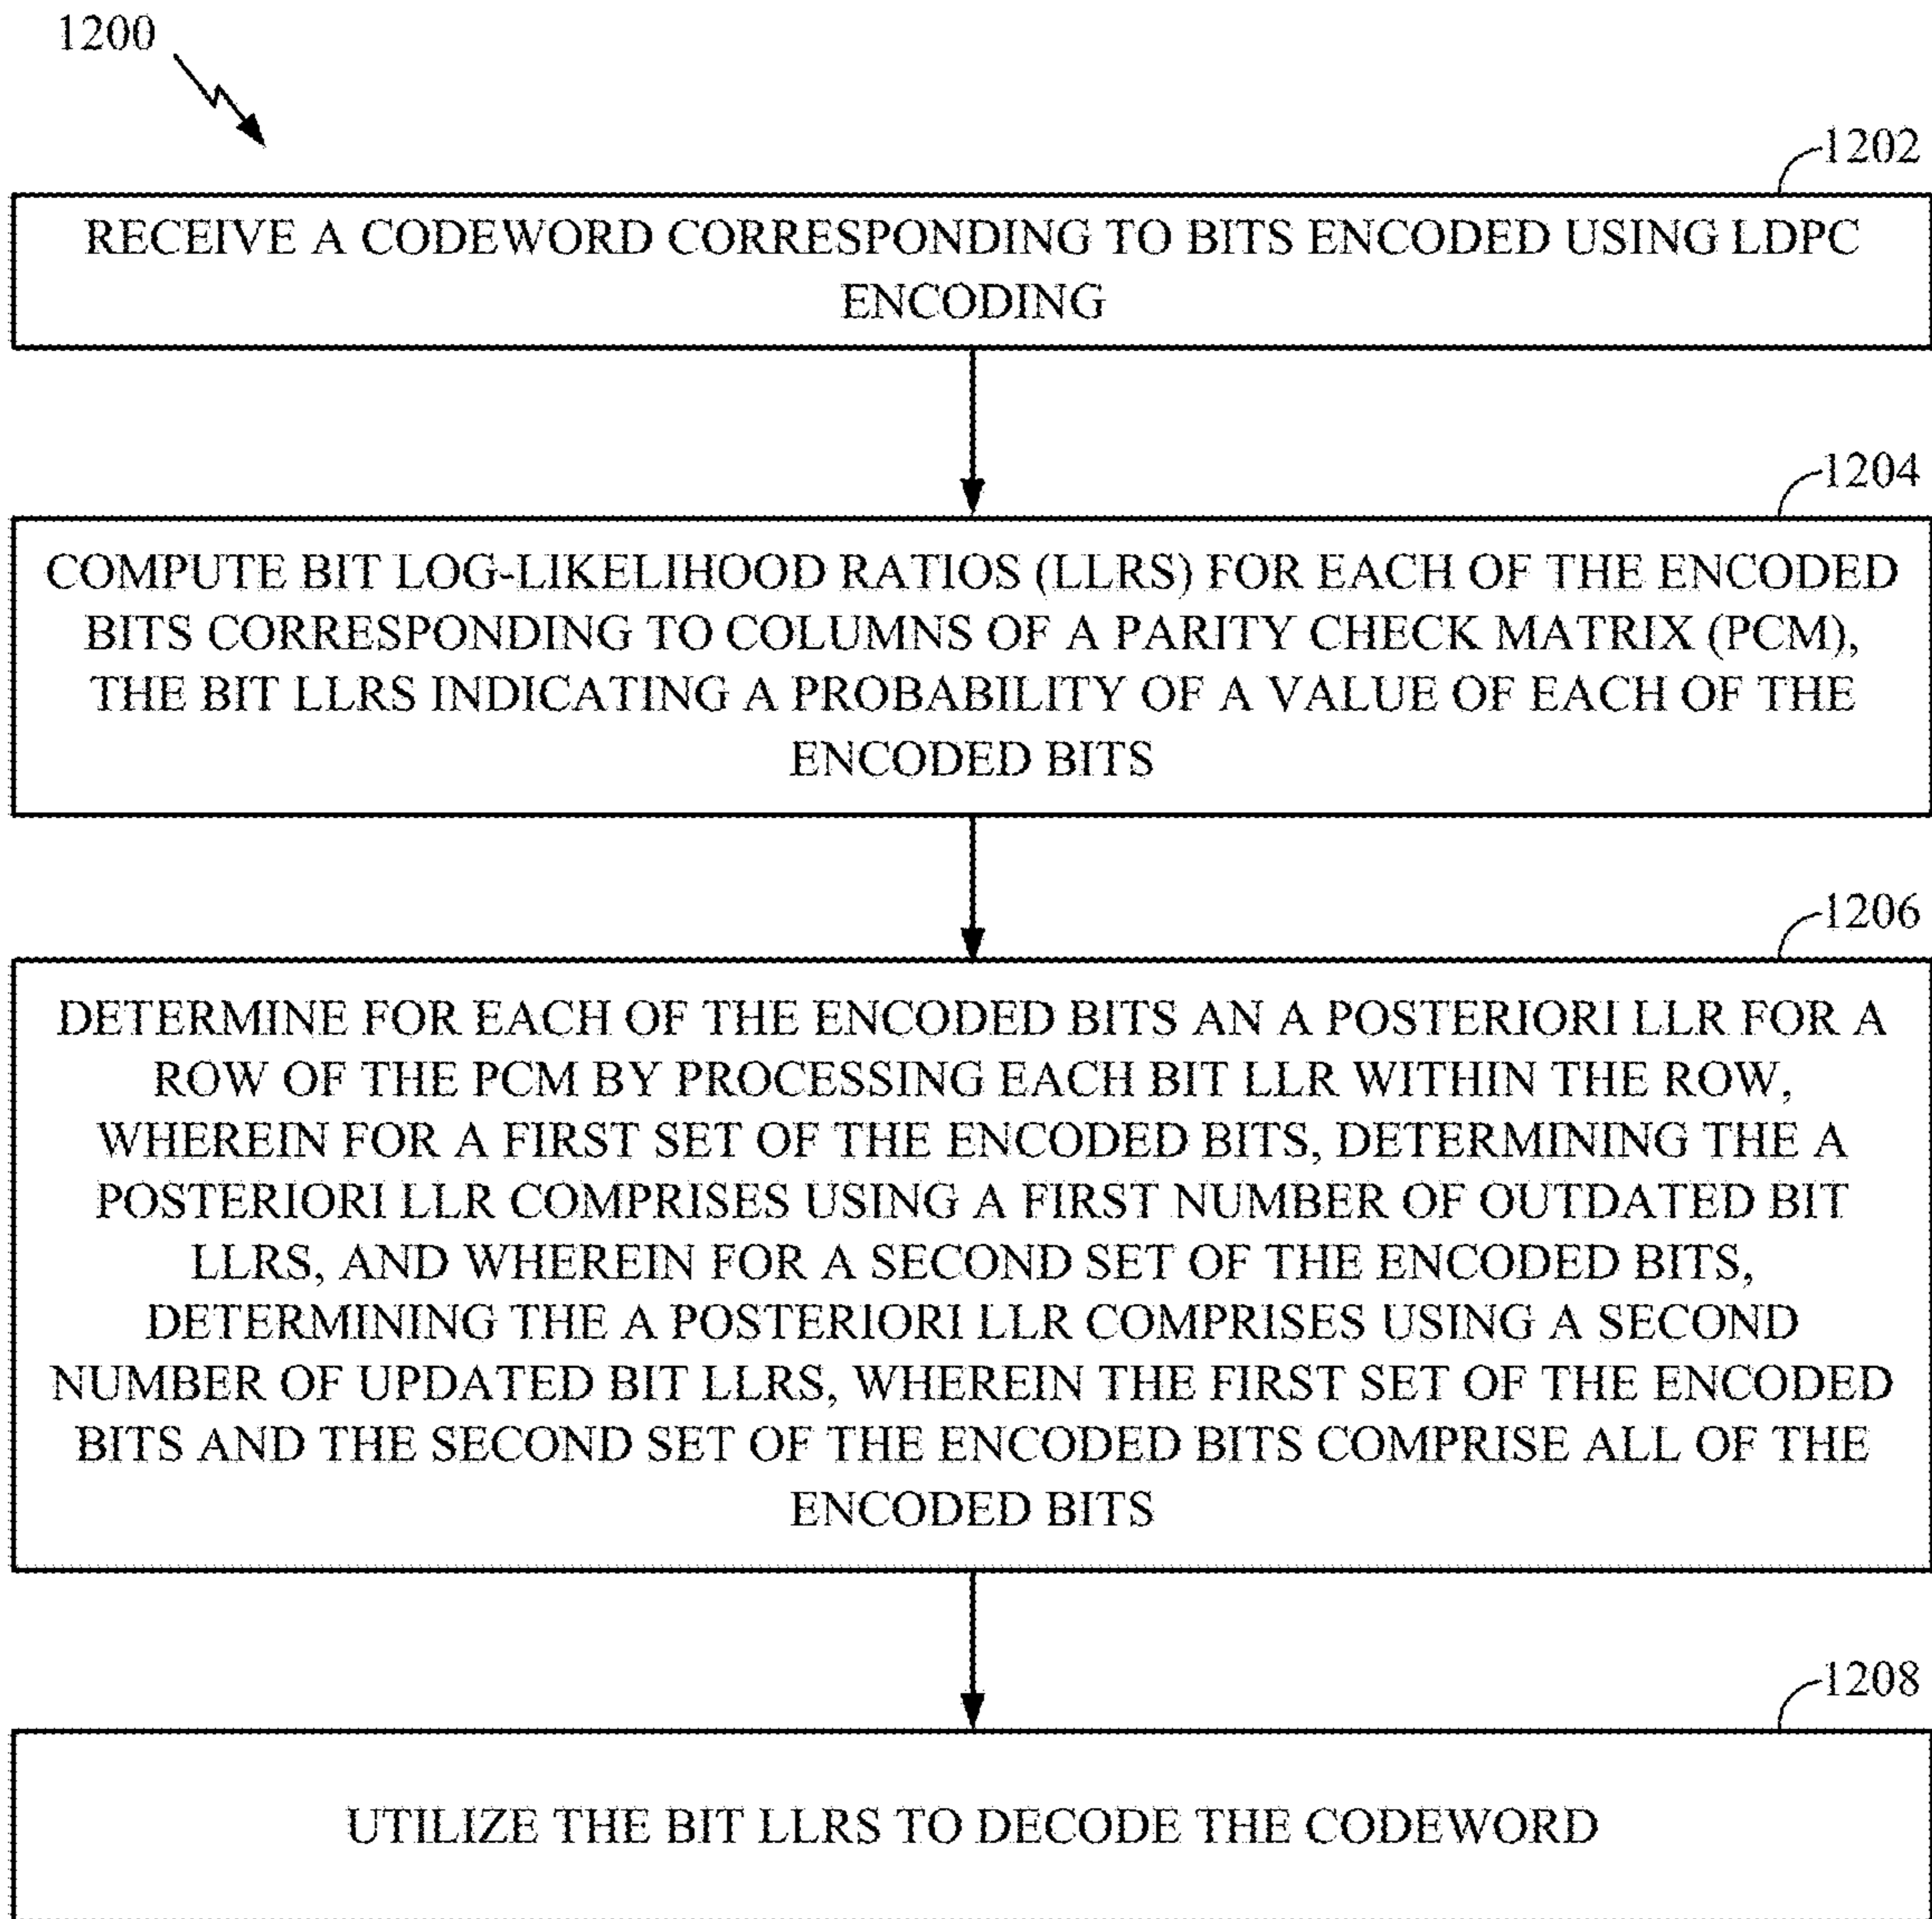 1200
1202
RECEIVE A CODEWORD CORRESPONDING TO BITS ENCODED USING LDPC
ENCODING
1204
COMPUTE BIT LOG-LIKELIHOOD RATIOS (LLRS) FOR EACH OF THE ENCODED
BITS CORRESPONDING TO COLUMNS OF A PARITY CHECK MATRIX (PCM),
THE BIT LLRS INDICATING A PROBABILITY OF A VALUE OF EACH OF THE
ENCODED BITS
1206
DETERMINE FOR EACH OF THE ENCODED BITS AN A POSTERIORI LLR FOR A
ROW OF THE PCM BY PROCESSING EACH BIT LLR WITHIN THE ROW,
WHEREIN FOR A FIRST SET OF THE ENCODED BITS, DETERMINING THE A
POSTERIORI LLR COMPRISES USING A FIRST NUMBER OF OUTDATED BIT
LLRS, AND WHEREIN FOR A SECOND SET OF THE ENCODED BITS,
DETERMINING THE A POSTERIORI LLR COMPRISES USING A SECOND
NUMBER OF UPDATED BIT LLRS, WHEREIN THE FIRST SET OF THE ENCODED
BITS AND THE SECOND SET OF THE ENCODED BITS COMPRISE ALL OF THE
ENCODED BITS
1208
UTILIZE THE BIT LLRS TO DECODE THE CODEWORD